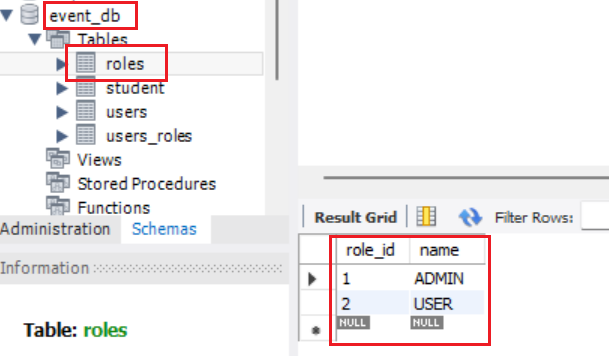 event_db
Tables
roles
student
users
users_roles
Views
Stored Procedures
Functions
Administration Schemas
Information
Table: roles
Result Grid Filter Rows:
role_id name
1 ADMIN
2 USER
NULL NULL